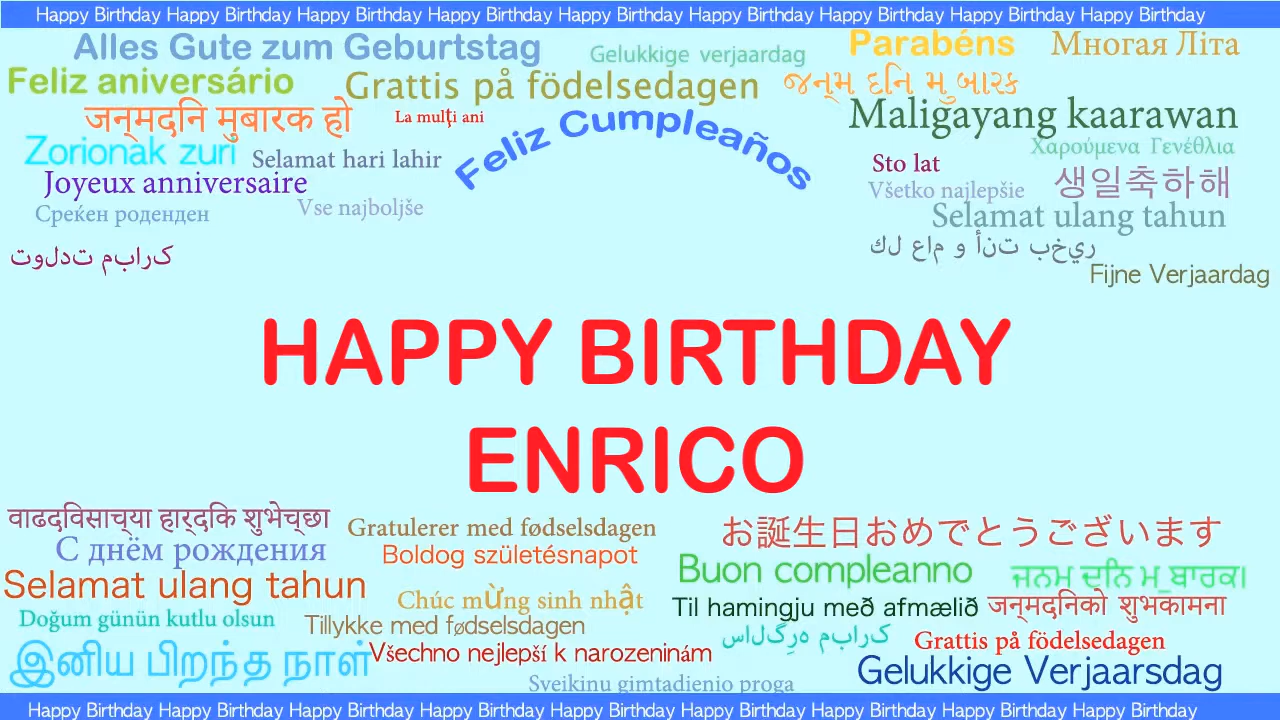 Happy Birthday Happy Birthday Happy Birthday Happy Birthday Happy Birthday Happy Birthday Happy Birthday Happy Birthday Happy Birthday
Alles Gute zum Geburtstag
Gelukkige verjaardag
Parabéns
Многая Літа
Feliz aniversário
Grattis på födelsedagen
જન્મ દિન મુબારક
जन्मदिन मुबारक हो
La mulţi ani
Feliz Cumpleaños
Maligayang kaarawan
Zorionak zuri
Selamat hari lahir
Χαρούμενα Γενέθλια
Joyeux anniversaire
Sto lat
Všetko najlepšie
생일축하해
Среќен роденден
Vse najboljše
Selamat ulang tahun
تولدت مبارک
كل عام و أنت بخير
Fijne Verjaardag
HAPPY BIRTHDAY
ENRICO
वाढदिवसाच्या हार्दिक शुभेच्छा
Gratulerer med fødselsdagen
お誕生日おめでとうございます
С днём рождения
Boldog születésnapot
Buon compleanno
ਜਨਮ ਦਿਨ ਮੁਬਾਰਕ।
Selamat ulang tahun
Chúc mừng sinh nhật
Til hamingju með afmælið
जन्मदिनको शुभकामना
Doğum günün kutlu olsun
Tillykke med fødselsdagen
سالگرہ مبارک
Grattis på födelsedagen
இனிய பிறந்த நாள்
Všechno nejlepší k narozeninám
Gelukkige Verjaarsdag
Sveikinu gimtadienio proga
Happy Birthday Happy Birthday Happy Birthday Happy Birthday Happy Birthday Happy Birthday Happy Birthday Happy Birthday Happy Birthday